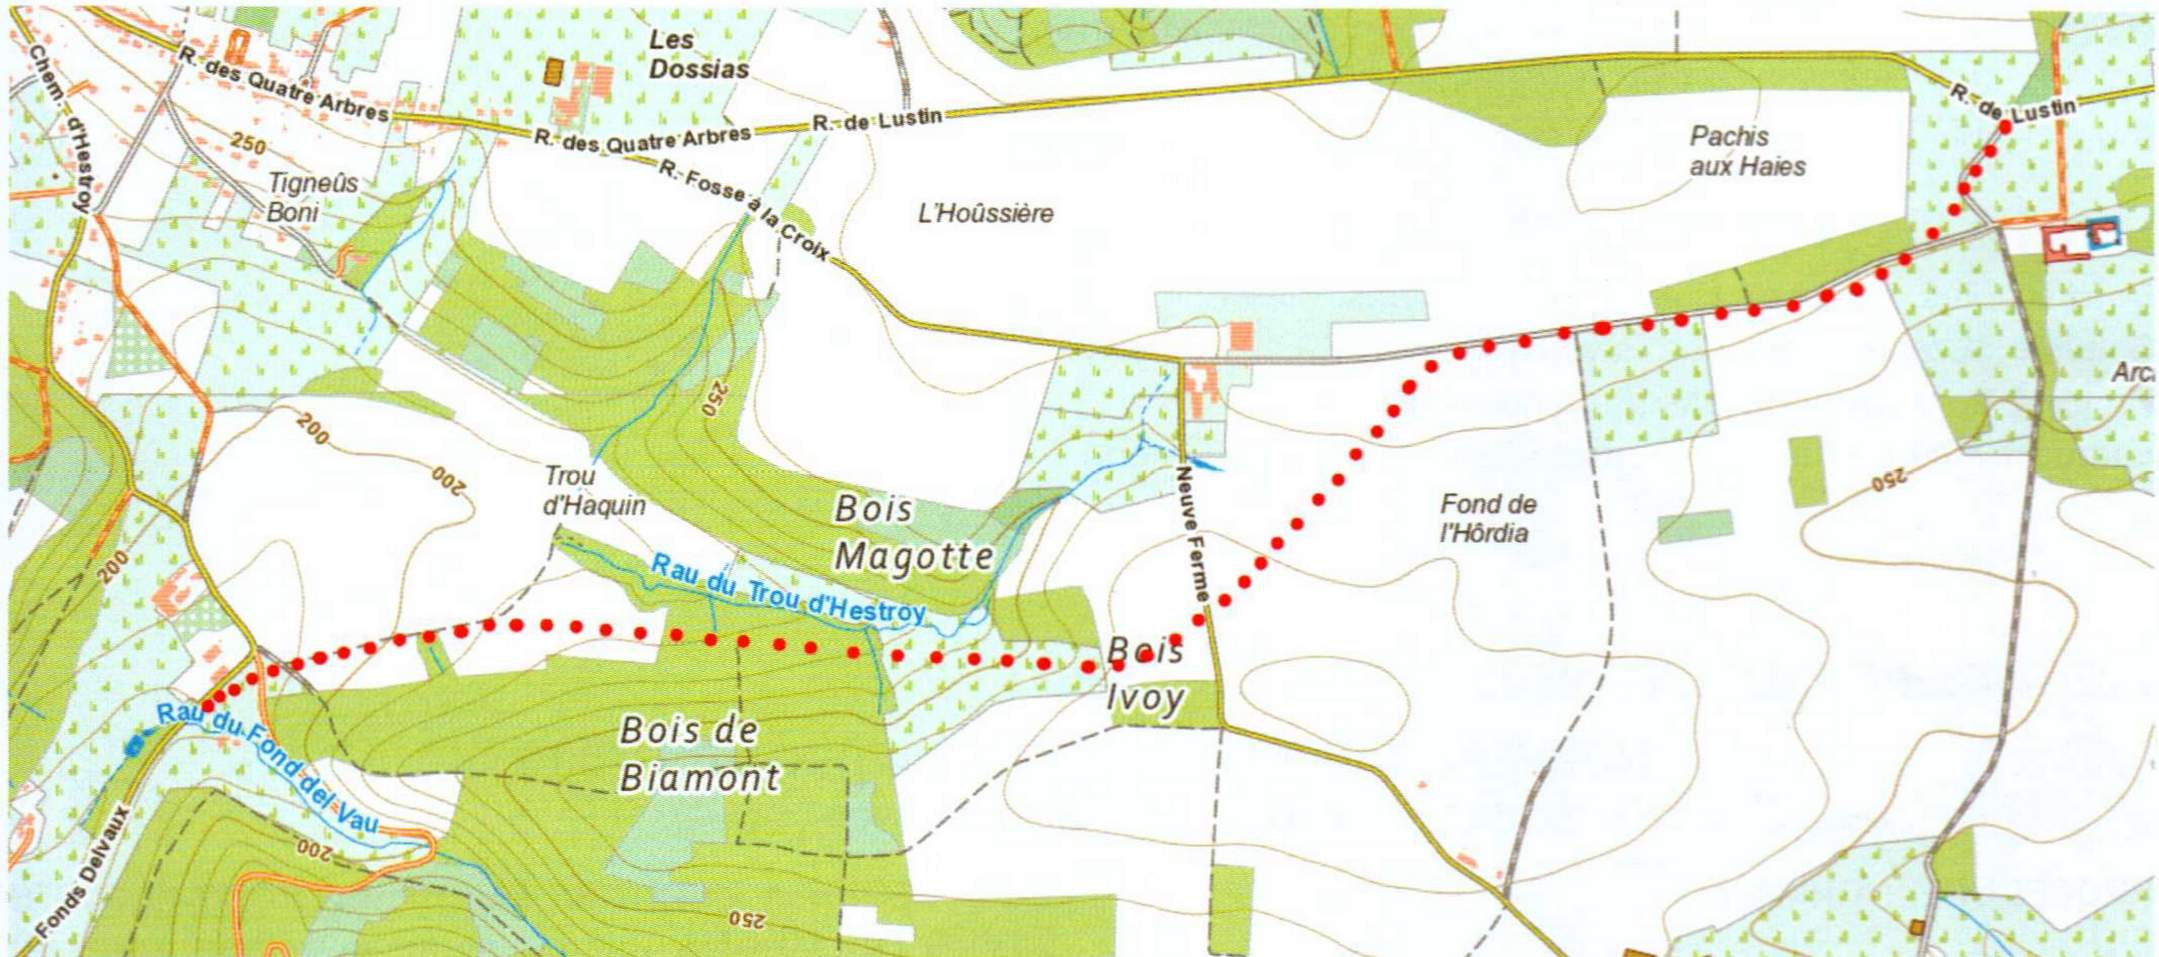 Les
Dossias
Chem. d'Hestroy
R. des Quatre Arbres
R. des Quatre Arbres
R. de Lustin
R. de Lustin
250
Tigneûs
Boni
R. Fosse à la Croix
L'Hoûssière
Pachis
aux Haies
200
200
250
Trou
d'Haquin
Bois
Magotte
Neuve Ferme
Fond de
l'Hôrdia
250
200
Rau du Trou d'Hestroy
Bois
Ivoy
Rau du Fond del Vau
Bois de
Biamont
Fonds Delvaux
200
250